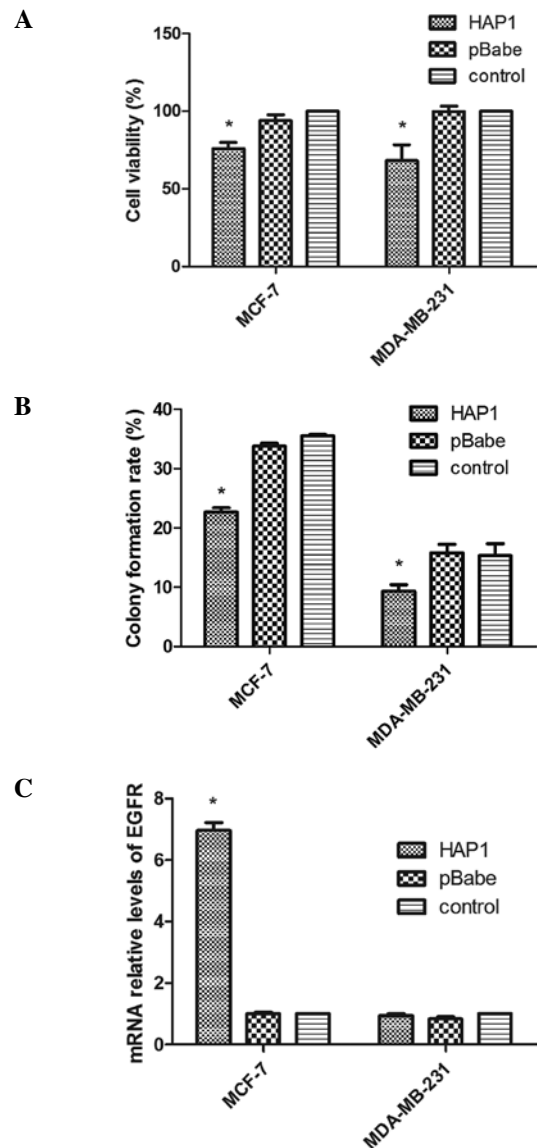 A
Cell viability (%)
150
100
50
0
HAP1
pBabe
control
*
*
MCF-7
MDA-MB-231
B
Colony formation rate (%)
40
30
20
10
0
HAP1
pBabe
control
*
*
MCF-7
MDA-MB-231
C
mRNA relative levels of EGFR
8
6
4
2
0
*
HAP1
pBabe
control
MCF-7
MDA-MB-231